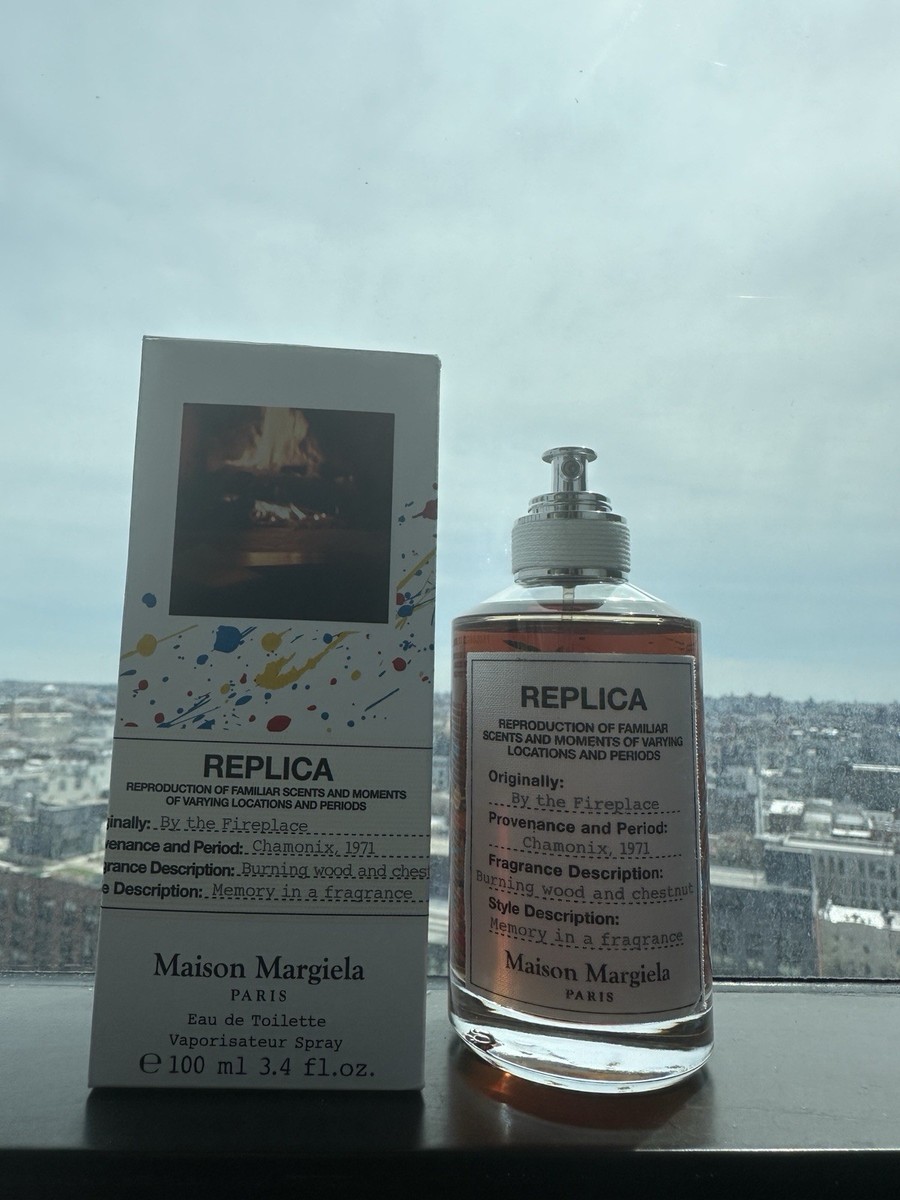 REPLICA
REPRODUCTION OF FAMILIAR SCENTS AND MOMENTS
OF VARYING LOCATIONS AND PERIODS
inally: By the Fireplace
venance and Period: Chamonix, 1971
grance Description: Burning wood and chest
e Description: Memory in a fragrance
Maison Margiela
PARIS
Eau de Toilette
Vaporisateur Spray
℮ 100 ml 3.4 fl.oz.
REPLICA
REPRODUCTION OF FAMILIAR
SCENTS AND MOMENTS OF VARYING
LOCATIONS AND PERIODS
Originally:
By the Fireplace
Provenance and Period:
Chamonix, 1971
Fragrance Description:
Burning wood and chestnut
Style Description:
Memory in a fragrance
Maison Margiela
PARIS